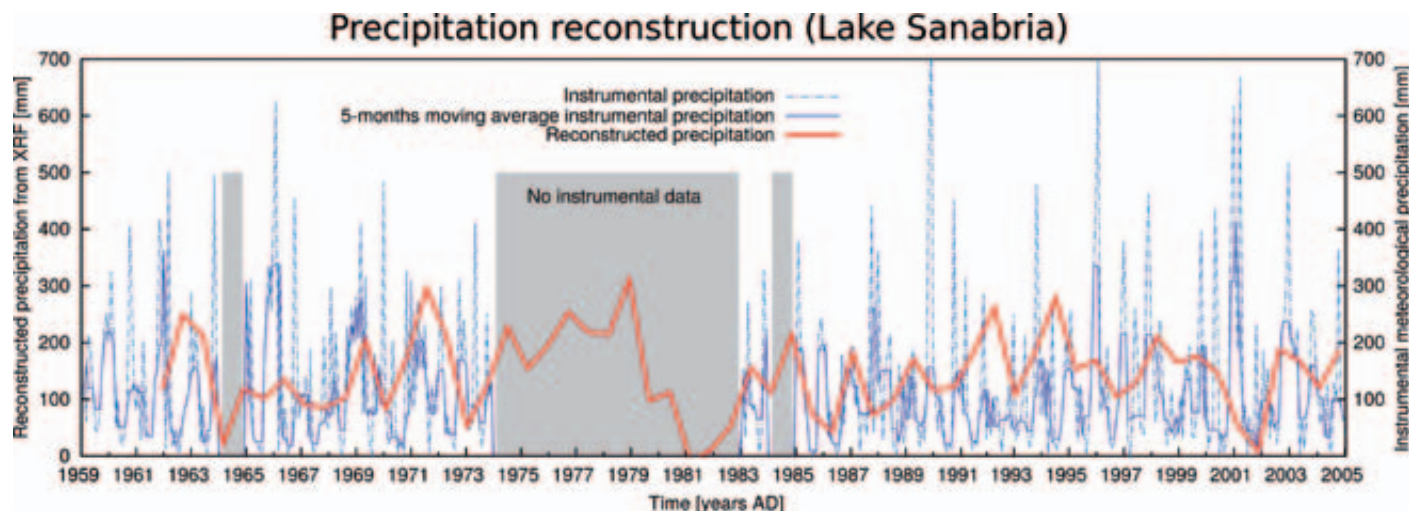 Precipitation reconstruction (Lake Sanabria)
Reconstructed precipitation from XRF [mm]
700
600
500
400
300
200
100
0
Instrumental precipitation
5-months moving average instrumental precipitation
Reconstructed precipitation
No instrumental data
700
600
500
400
300
200
100
Instrumental meteorological precipitation [mm]
1959 1961 1963 1965 1967 1969 1971 1973 1975 1977 1979 1981 1983 1985 1987 1989 1991 1993 1995 1997 1999 2001 2003 2005
Time [years AD]